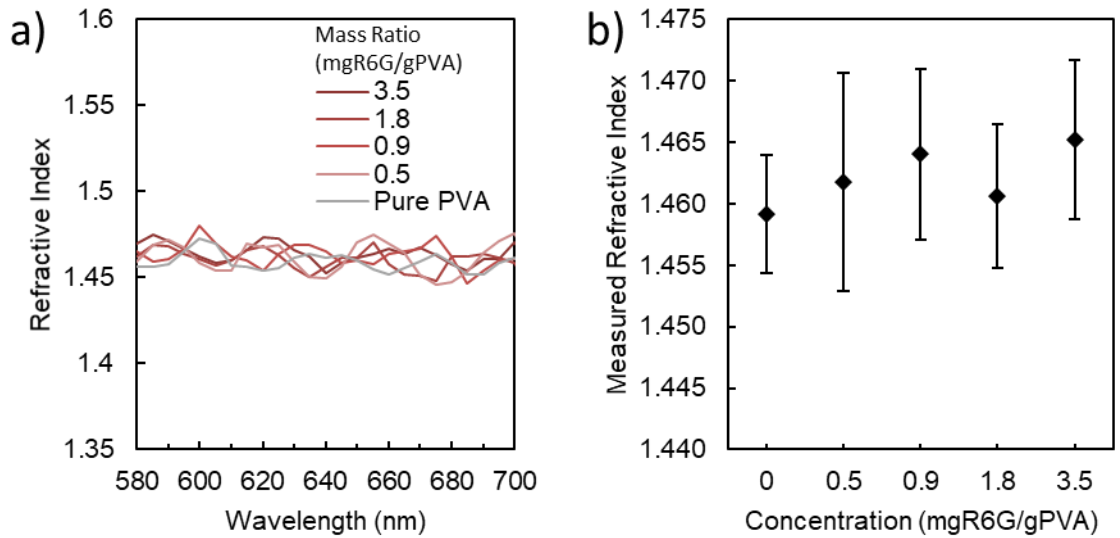 a)
1.6
1.55
1.5
1.45
1.4
1.35
Refractive Index
Mass Ratio
(mgR6G/gPVA)
3.5
1.8
0.9
0.5
Pure PVA
580 600 620 640 660 680 700
Wavelength (nm)
b)
1.475
1.470
1.465
1.460
1.455
1.450
1.445
1.440
Measured Refractive Index
0 0.5 0.9 1.8 3.5
Concentration (mgR6G/gPVA)